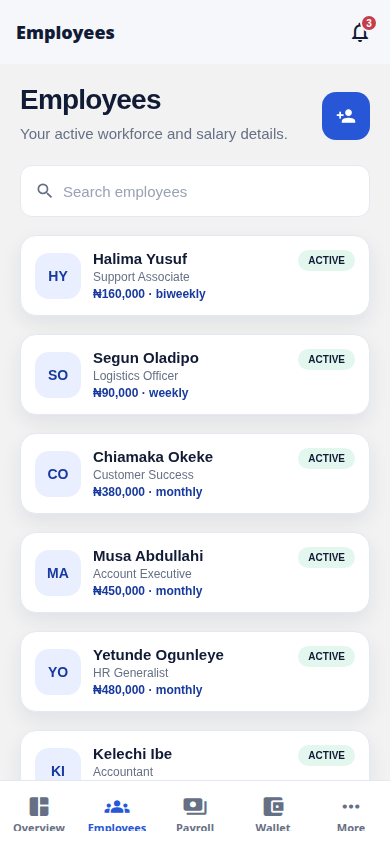 Employees
3
Employees
Your active workforce and salary details.
Search employees
HY
Halima Yusuf
ACTIVE
Support Associate
₦160,000 · biweekly
SO
Segun Oladipo
ACTIVE
Logistics Officer
₦90,000 · weekly
CO
Chiamaka Okeke
ACTIVE
Customer Success
₦380,000 · monthly
MA
Musa Abdullahi
ACTIVE
Account Executive
₦450,000 · monthly
YO
Yetunde Ogunleye
ACTIVE
HR Generalist
₦480,000 · monthly
KI
Kelechi Ibe
ACTIVE
Accountant
Overview Employees Payroll Wallet More